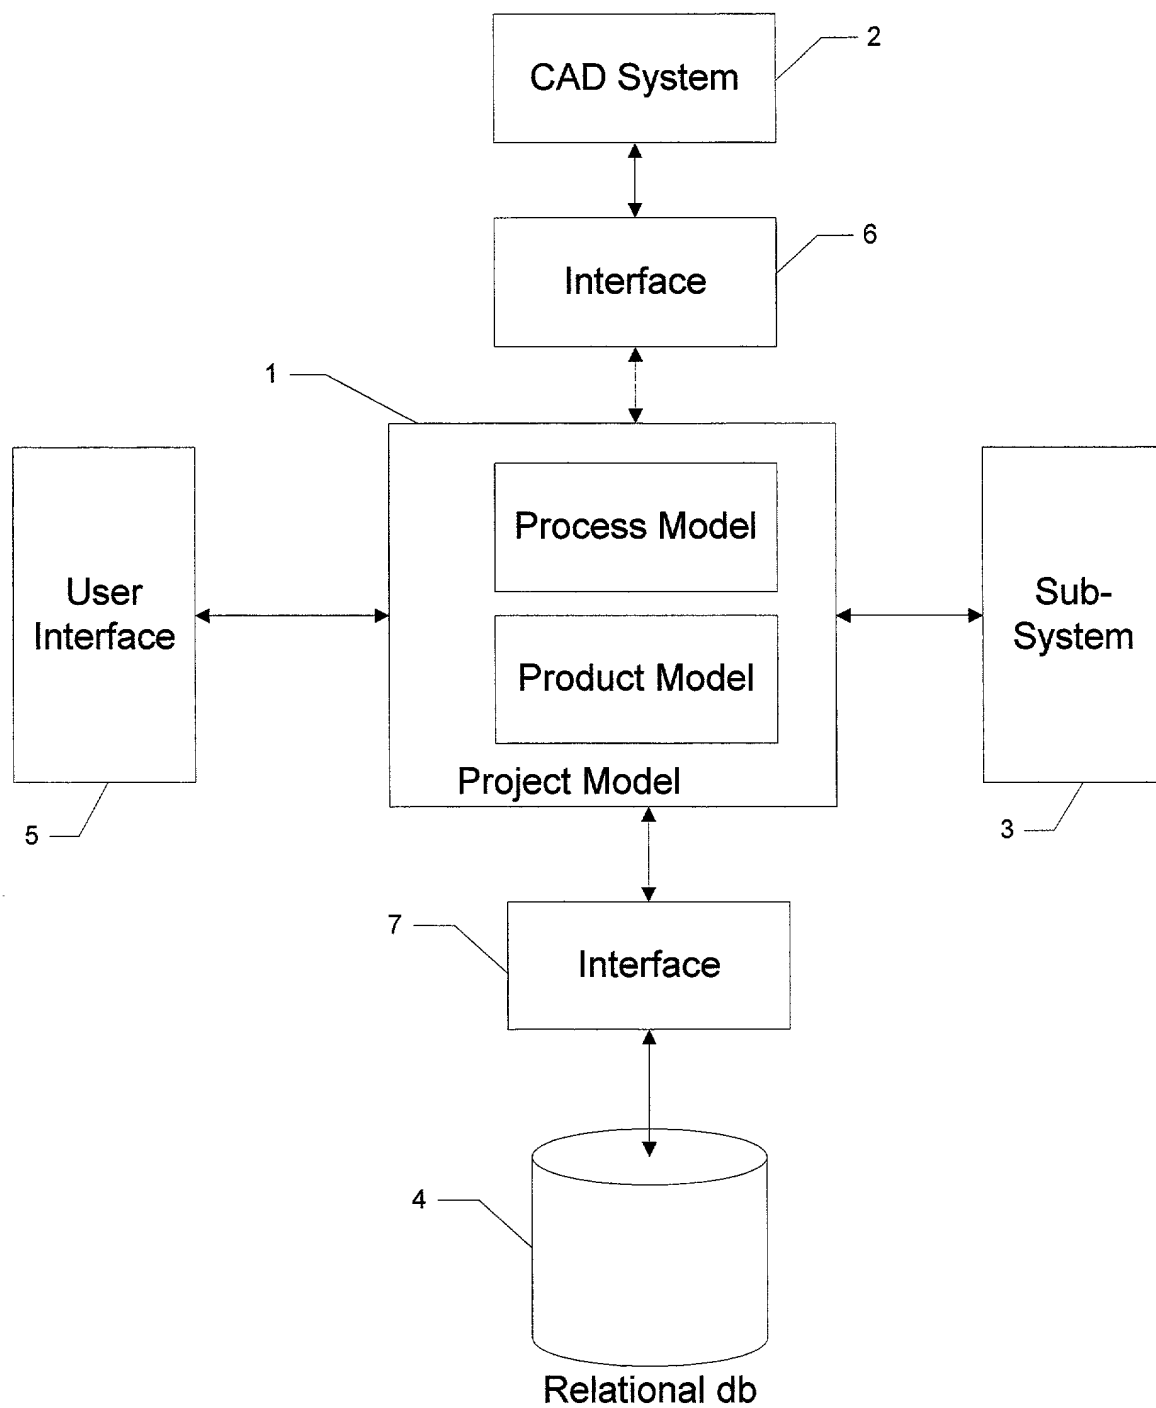 2
CAD System
6
Interface
1
Process Model
User
Interface
Sub-
System
Product Model
Project Model
5
3
7
Interface
4
Relational db